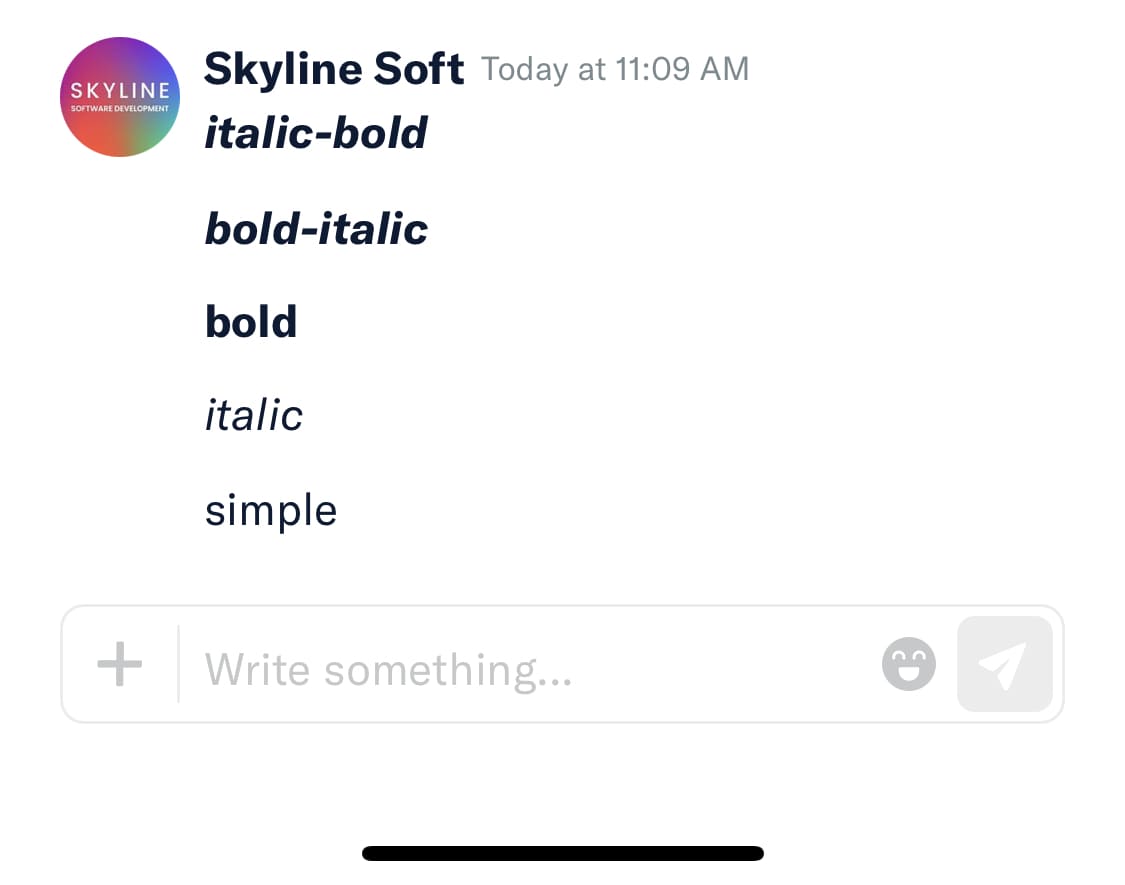 SKYLINE
SOFTWARE DEVELOPMENT
Skyline Soft Today at 11:09 AM
italic-bold
bold-italic
bold
italic
simple
Write something...